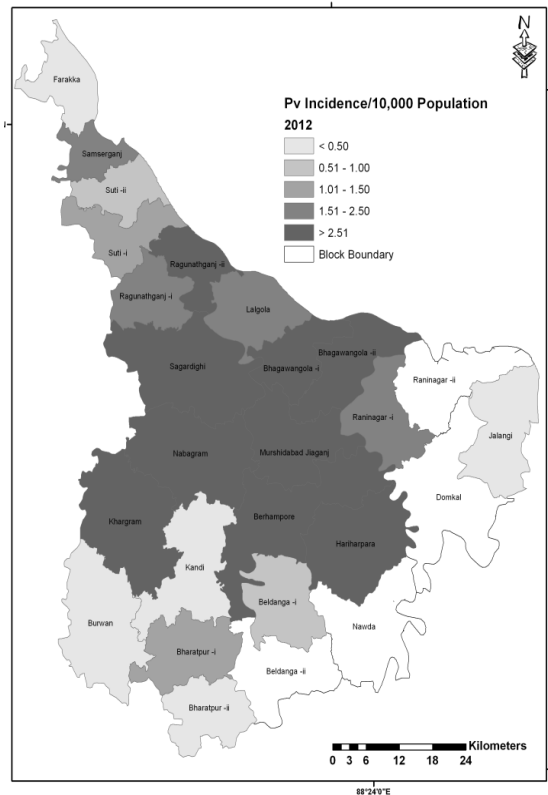 N
Farakka
Pv Incidence/10,000 Population
2012
< 0.50
0.51 - 1.00
1.01 - 1.50
1.51 - 2.50
> 2.51
Block Boundary
Samserganj
Suti -ii
Suti -i
Ragunathganj -ii
Ragunathganj -i
Lalgola
Bhagawangola -ii
Sagardighi
Bhagawangola -i
Raninagar -ii
Raninagar -i
Jalangi
Nabagram
Murshidabad Jiaganj
Domkal
Khargram
Berhampore
Hariharpara
Kandi
Beldanga -i
Burwan
Nawda
Bharatpur -i
Beldanga -ii
Bharatpur -ii
Kilometers
0 3 6 12 18 24
88°24'0"E